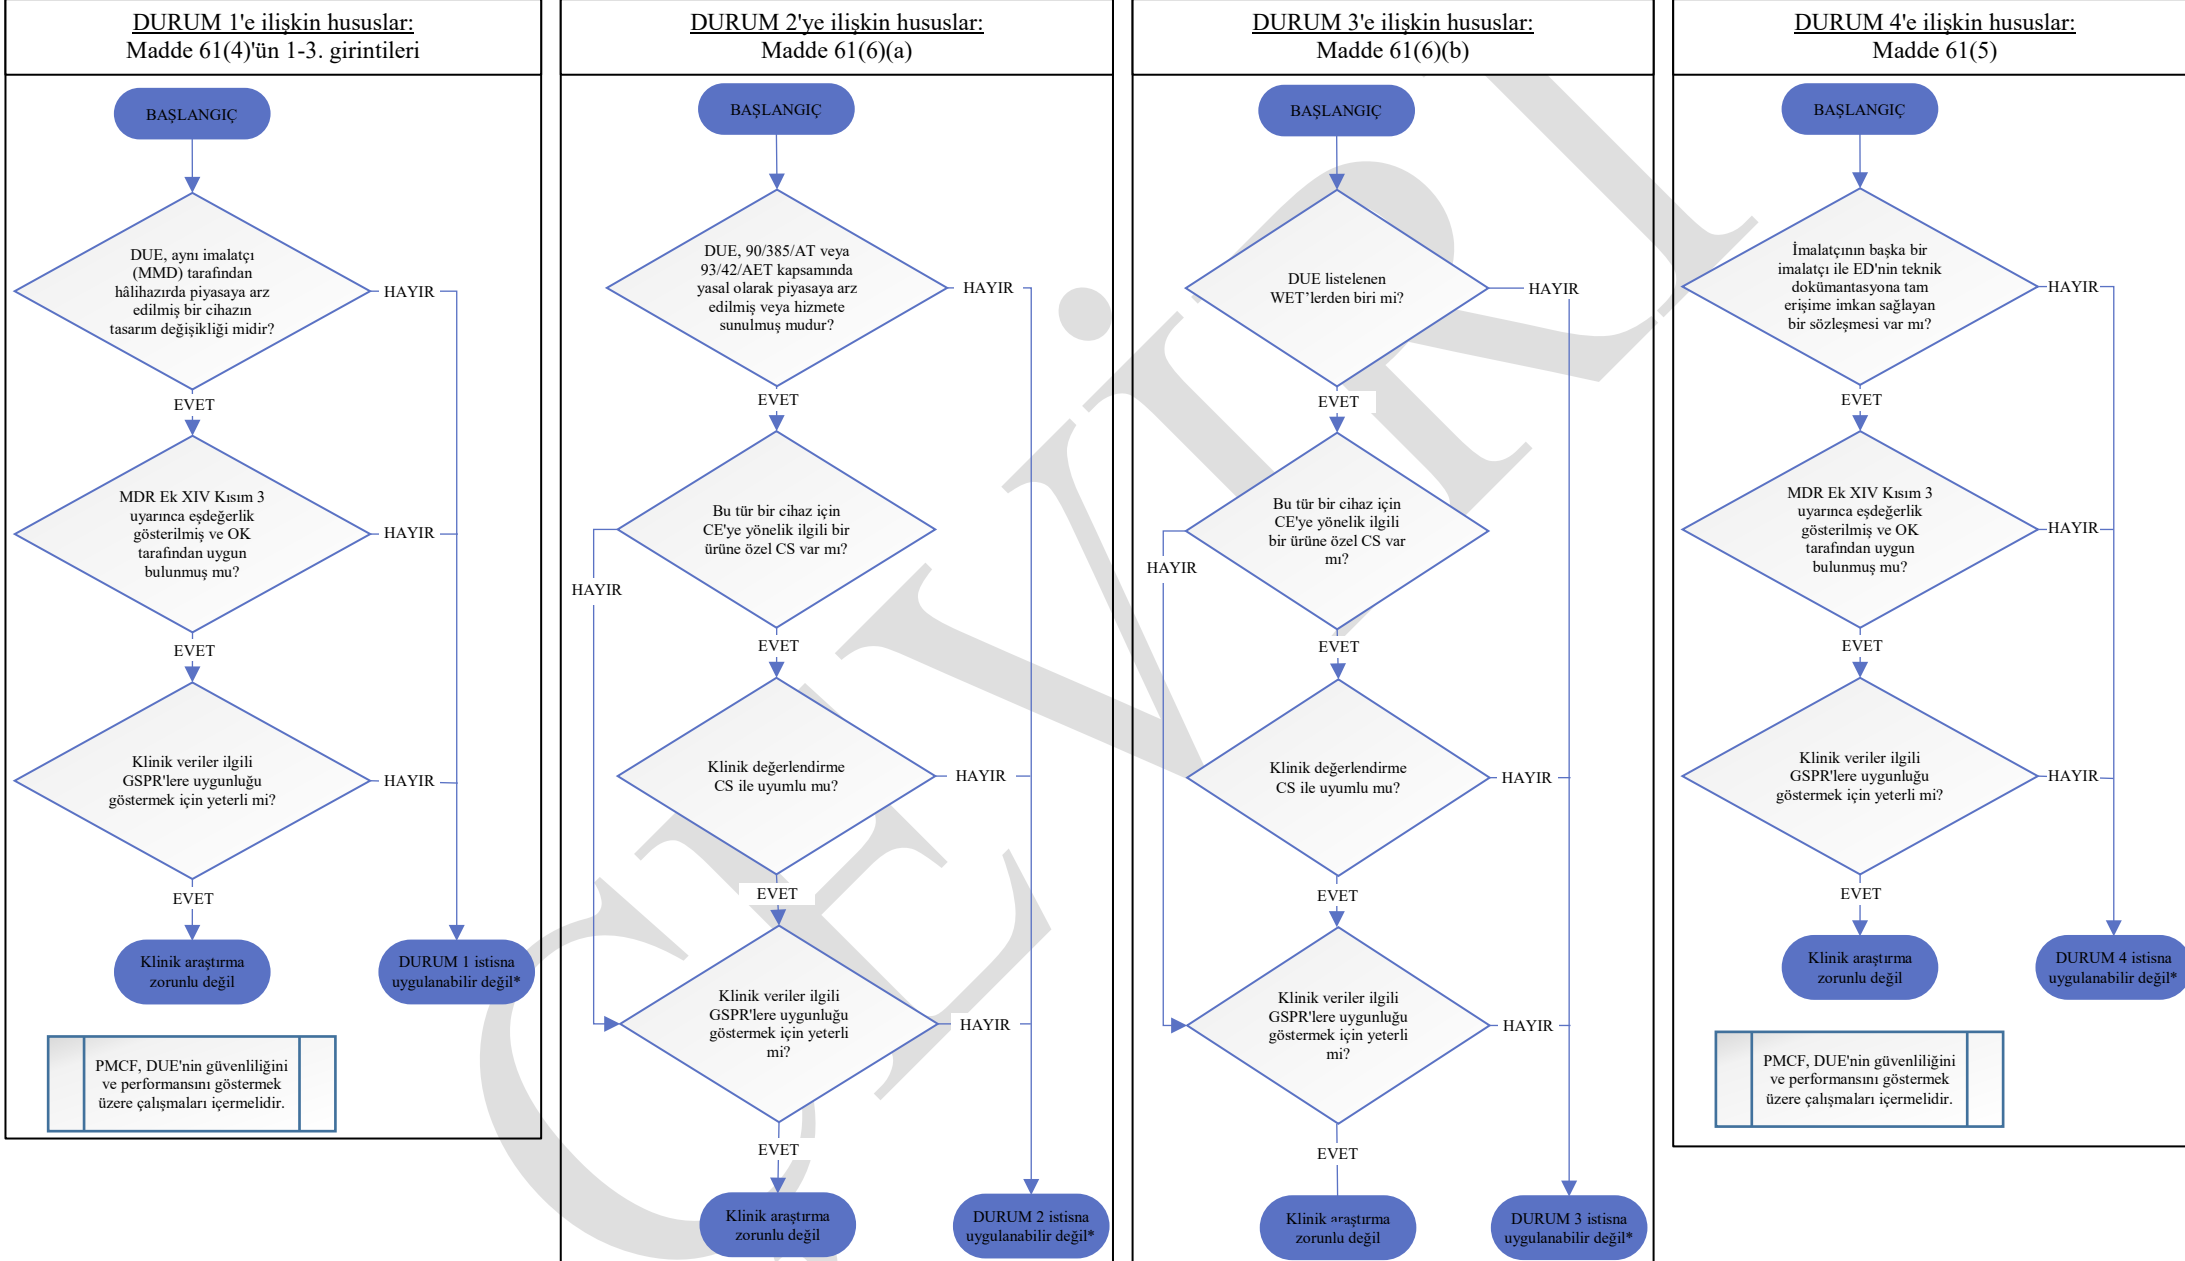 DURUM 1'e ilişkin hususlar:
Madde 61(4)'ün 1-3. girintileri
BAŞLANGIÇ
DUE, aynı imalatçı
(MMD) tarafından
hâlihazırda piyasaya arz
edilmiş bir cihazın
tasarım değişikliği midir?
HAYIR
EVET
MDR Ek XIV Kısım 3
uyarınca eşdeğerlik
gösterilmiş ve OK
tarafından uygun
bulunmuş mu?
HAYIR
EVET
Klinik veriler ilgili
GSPR'lere uygunluğu
göstermek için yeterli mi?
HAYIR
EVET
Klinik araştırma
zorunlu değil
DURUM 1 istisna
uygulanabilir değil*
PMCF, DUE'nin güvenliliğini
ve performansını göstermek
üzere çalışmaları içermelidir.
DURUM 2'ye ilişkin hususlar:
Madde 61(6)(a)
BAŞLANGIÇ
DUE, 90/385/AT veya
93/42/AET kapsamında
yasal olarak piyasaya arz
edilmiş veya hizmete
sunulmuş mudur?
HAYIR
EVET
Bu tür bir cihaz için
CE'ye yönelik ilgili bir
ürüne özel CS var mı?
HAYIR
EVET
Klinik değerlendirme
CS ile uyumlu mu?
HAYIR
EVET
Klinik veriler ilgili
GSPR'lere uygunluğu
göstermek için yeterli
mi?
HAYIR
EVET
Klinik araştırma
zorunlu değil
DURUM 2 istisna
uygulanabilir değil*
DURUM 3'e ilişkin hususlar:
Madde 61(6)(b)
BAŞLANGIÇ
DUE listelenen
WET’lerden biri mi?
HAYIR
EVET
Bu tür bir cihaz için
CE'ye yönelik ilgili
bir ürüne özel CS var
mı?
HAYIR
EVET
Klinik değerlendirme
CS ile uyumlu mu?
HAYIR
EVET
Klinik veriler ilgili
GSPR'lere uygunluğu
göstermek için yeterli
mi?
HAYIR
EVET
Klinik araştırma
zorunlu değil
DURUM 3 istisna
uygulanabilir değil*
DURUM 4'e ilişkin hususlar:
Madde 61(5)
BAŞLANGIÇ
İmalatçının başka bir
imalatçı ile ED'nin teknik
dokümantasyona tam
erişime imkan sağlayan
bir sözleşmesi var mı?
HAYIR
EVET
MDR Ek XIV Kısım 3
uyarınca eşdeğerlik
gösterilmiş ve OK
tarafından uygun
bulunmuş mu?
HAYIR
EVET
Klinik veriler ilgili
GSPR'lere uygunluğu
göstermek için yeterli mi?
HAYIR
EVET
Klinik araştırma
zorunlu değil
DURUM 4 istisna
uygulanabilir değil*
PMCF, DUE'nin güvenliliğini
ve performansını göstermek
üzere çalışmaları içermelidir.
ÇEVİRİ